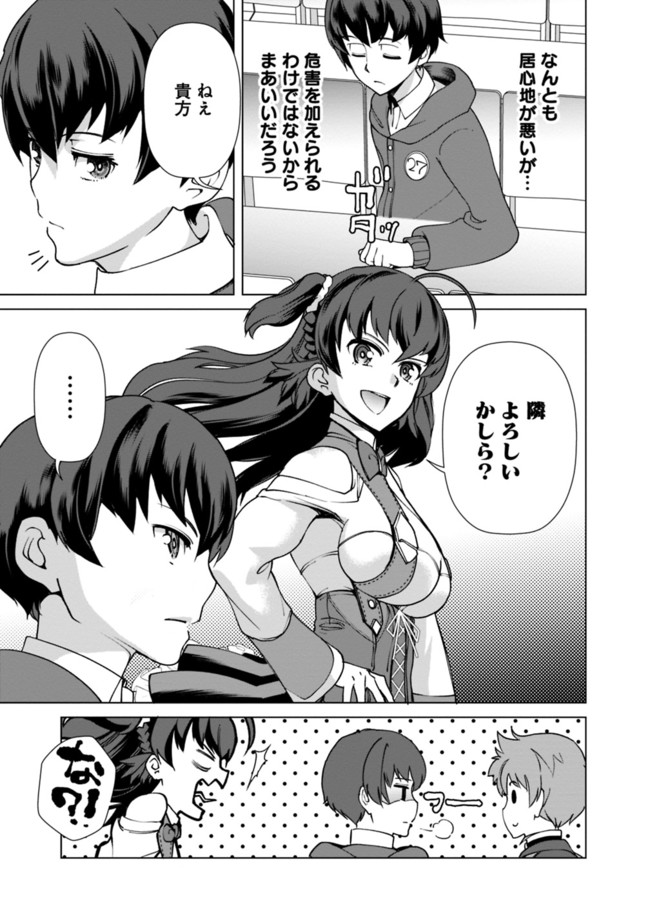 なんとも
居心地が悪いが…
危害を加えられる
わけではないから
まあいいだろう
27
ガタッ
ねぇ
貴方
隣
よろしい
かしら?
……
フー
な?!